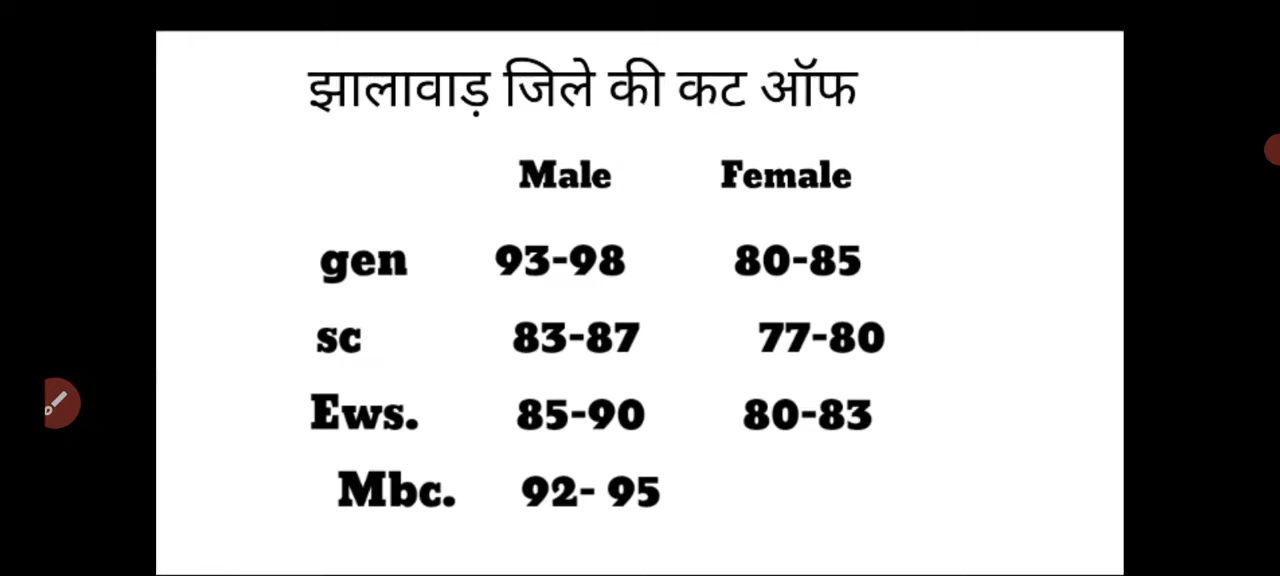 झालावाड़ जिले की कट ऑफ
Male Female
gen 93-98 80-85
sc 83-87 77-80
Ews. 85-90 80-83
Mbc. 92- 95